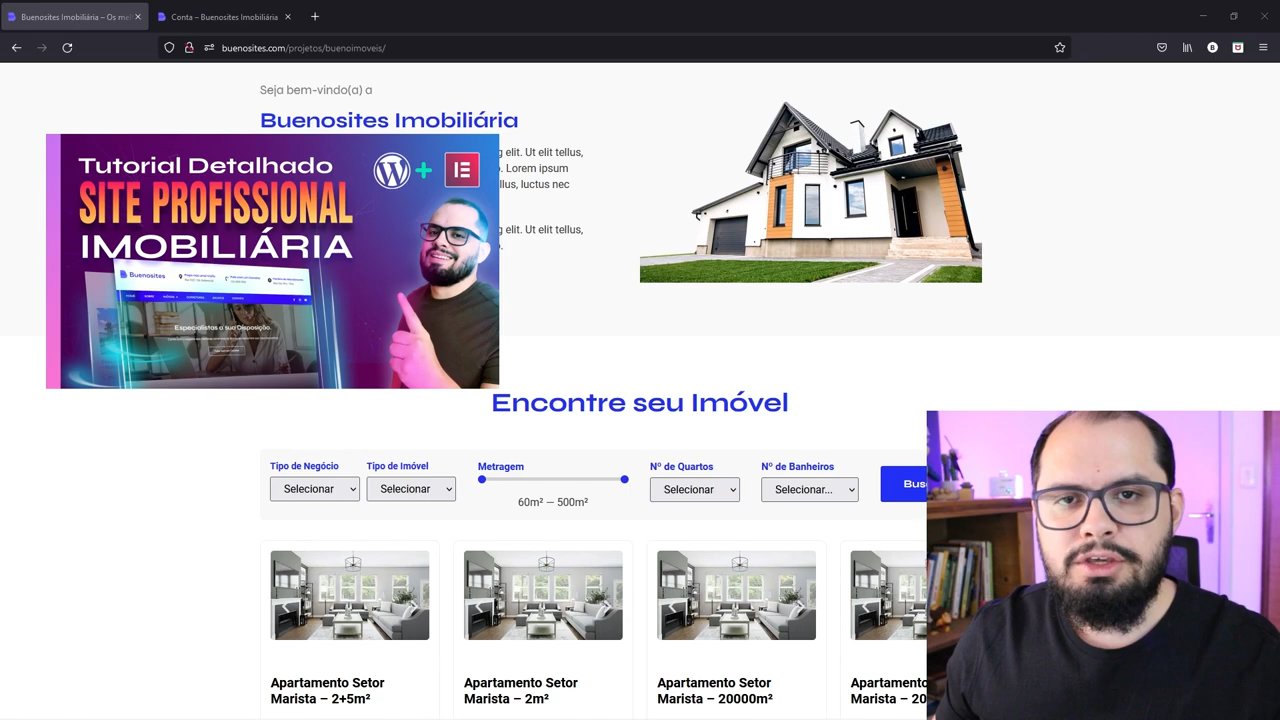 Buenosites Imobiliária – Os me
Conta – Buenosites Imobiliária
buenosites.com/projetos/buenoimoveis/
Seja bem-vindo(a) a
Buenosites Imobiliária
g elit. Ut elit tellus,
o. Lorem ipsum
llus, luctus nec
g elit. Ut elit tellus,
Tutorial Detalhado
SITE PROFISSIONAL
IMOBILIÁRIA
Buenosites
Especialistas a sua Disposição.
Encontre seu Imóvel
Tipo de Negócio
Tipo de Imóvel
Metragem
Nº de Quartos
Nº de Banheiros
Selecionar
Selecionar
Selecionar
Selecionar...
Bus
60m² — 500m²
Apartamento Setor
Marista – 2+5m²
Apartamento Setor
Marista – 2m²
Apartamento Setor
Marista – 20000m²
Apartamento
Marista – 20